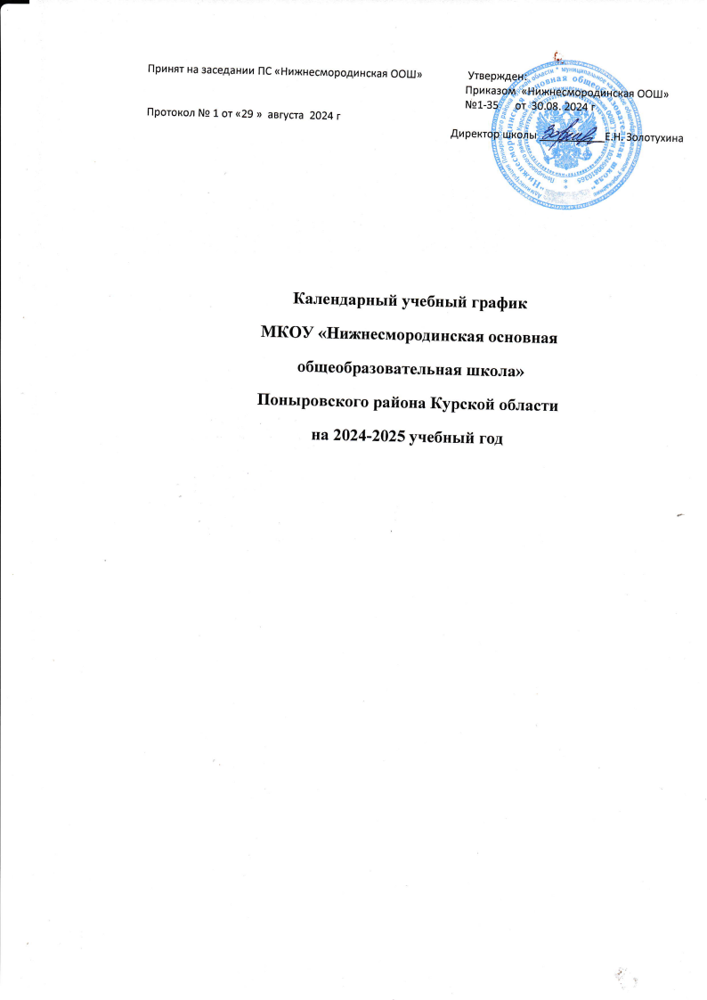 Принят на заседании ПС «Нижнесмородинская ООШ»
Протокол № 1 от «29 » августа 2024 г
Утвержден:
Приказом «Нижнесмородинская ООШ»
№1-35 от 30.08. 2024 г
Директор школы Е.Н. Золотухина
Календарный учебный график
МКОУ «Нижнесмородинская основная
общеобразовательная школа»
Поныровского района Курской области
на 2024-2025 учебный год